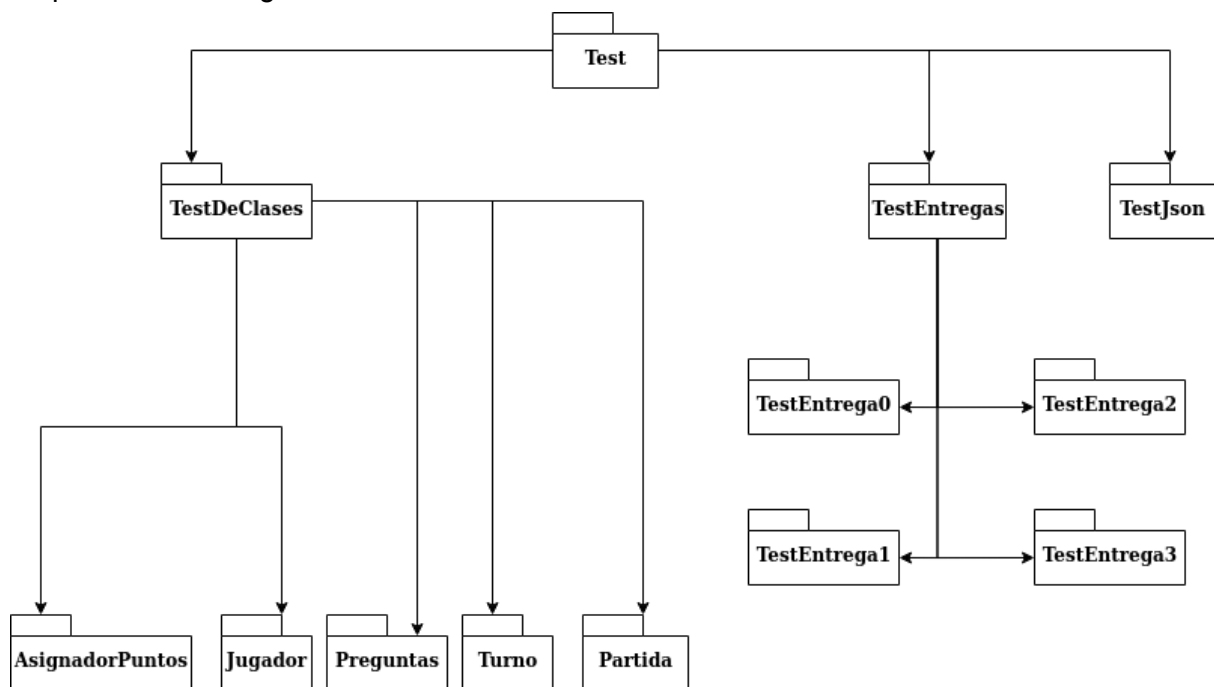 Test
TestDeClases
TestEntregas
TestJson
TestEntrega0
TestEntrega2
TestEntrega1
TestEntrega3
AsignadorPuntos
Jugador
Preguntas
Turno
Partida